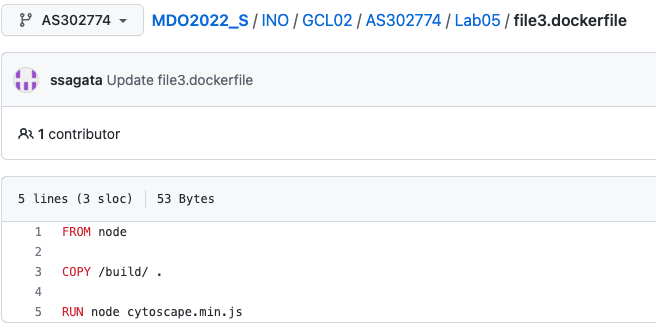 AS302774 MDO2022_S / INO / GCL02 / AS302774 / Lab05 / file3.dockerfile
ssagata Update file3.dockerfile
1 contributor
5 lines (3 sloc) 53 Bytes
1 FROM node
2
3 COPY /build/ .
4
5 RUN node cytoscape.min.js